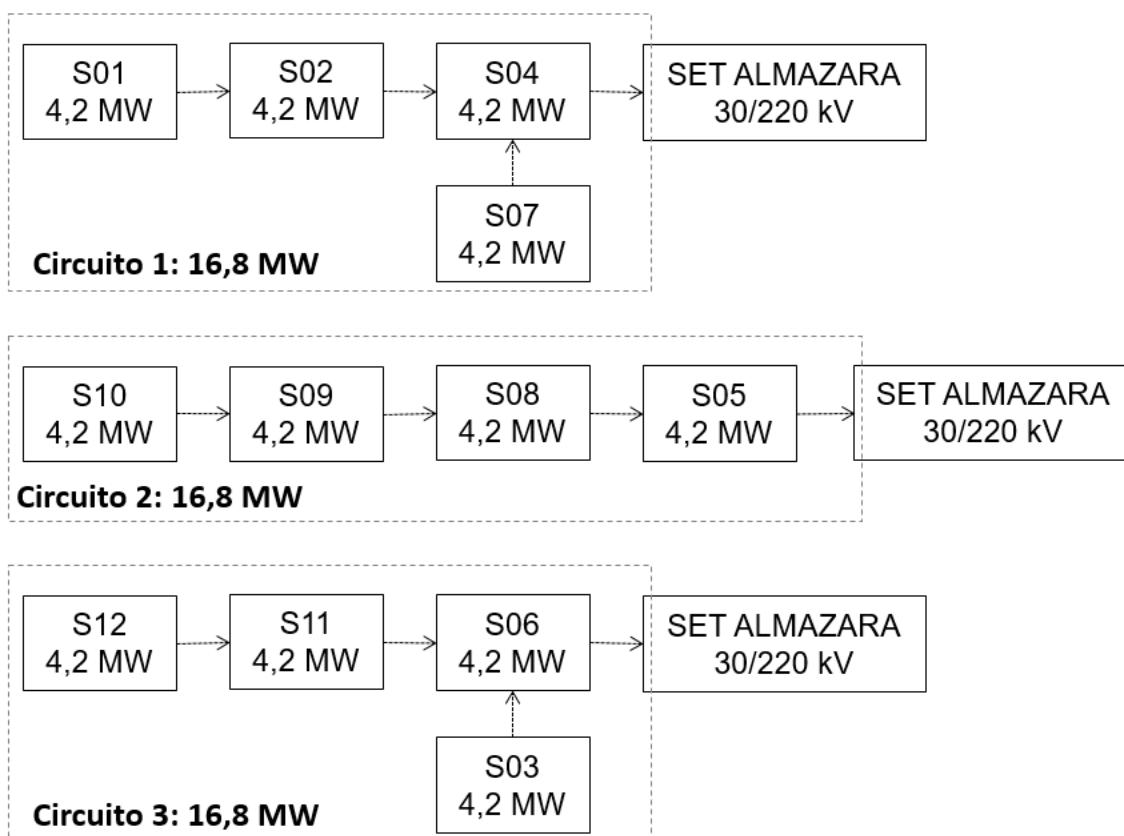 S01
4,2 MW
S02
4,2 MW
S04
4,2 MW
SET ALMAZARA
30/220 kV
S07
4,2 MW
Circuito 1: 16,8 MW
S10
4,2 MW
S09
4,2 MW
S08
4,2 MW
S05
4,2 MW
SET ALMAZARA
30/220 kV
Circuito 2: 16,8 MW
S12
4,2 MW
S11
4,2 MW
S06
4,2 MW
SET ALMAZARA
30/220 kV
S03
4,2 MW
Circuito 3: 16,8 MW